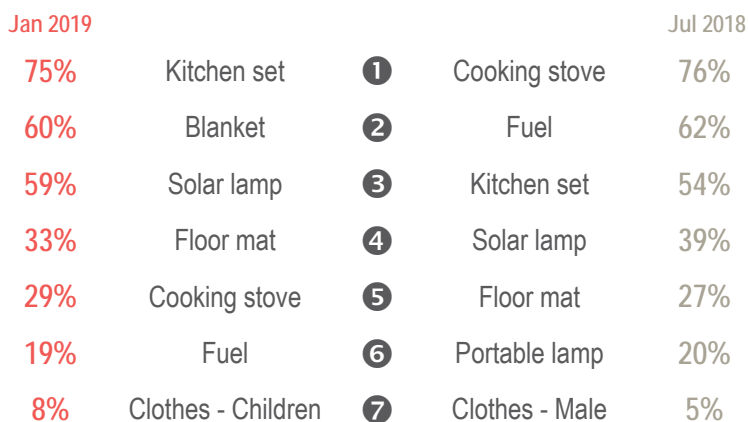 Jan 2019 Jul 2018
75% Kitchen set ❶ Cooking stove 76%
60% Blanket ❷ Fuel 62%
59% Solar lamp ❸ Kitchen set 54%
33% Floor mat ❹ Solar lamp 39%
29% Cooking stove ❺ Floor mat 27%
19% Fuel ❻ Portable lamp 20%
8% Clothes - Children ❼ Clothes - Male 5%